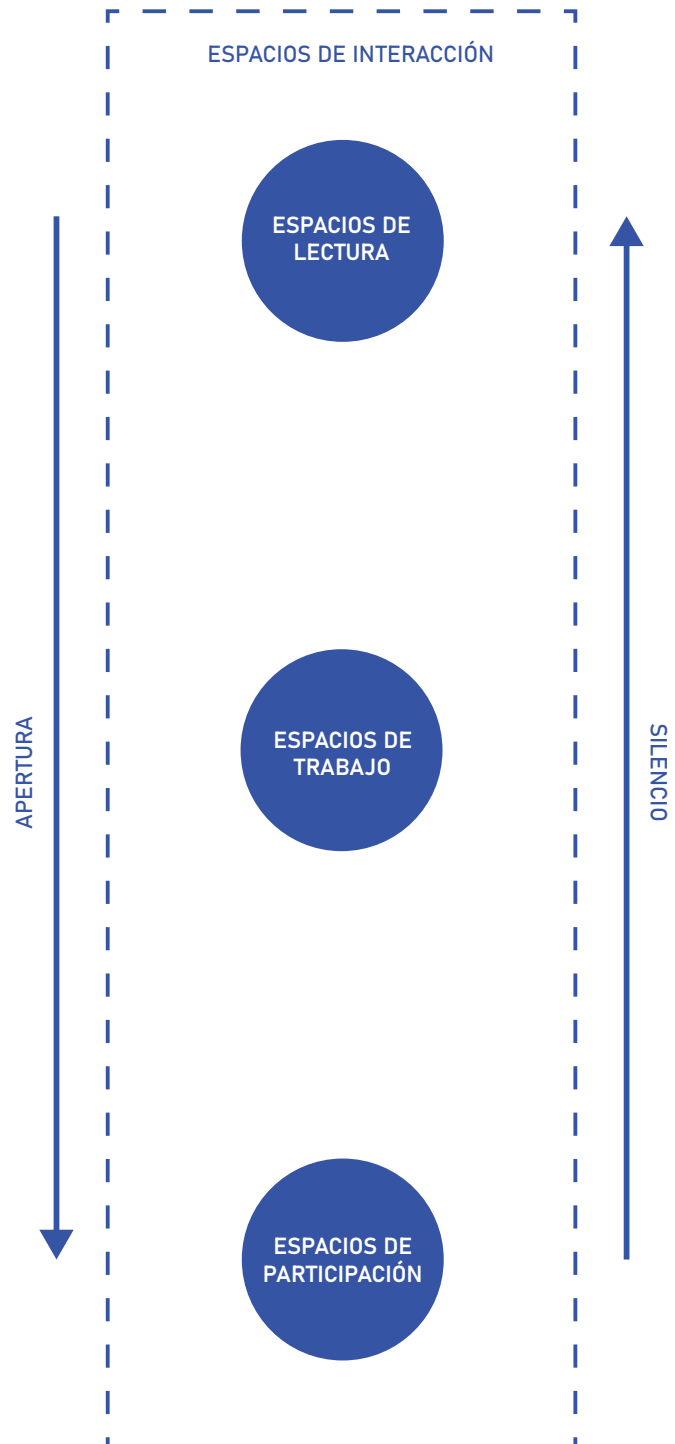 ESPACIOS DE INTERACCIÓN
ESPACIOS DE
LECTURA
APERTURA
ESPACIOS DE
TRABAJO
SILENCIO
ESPACIOS DE
PARTICIPACIÓN